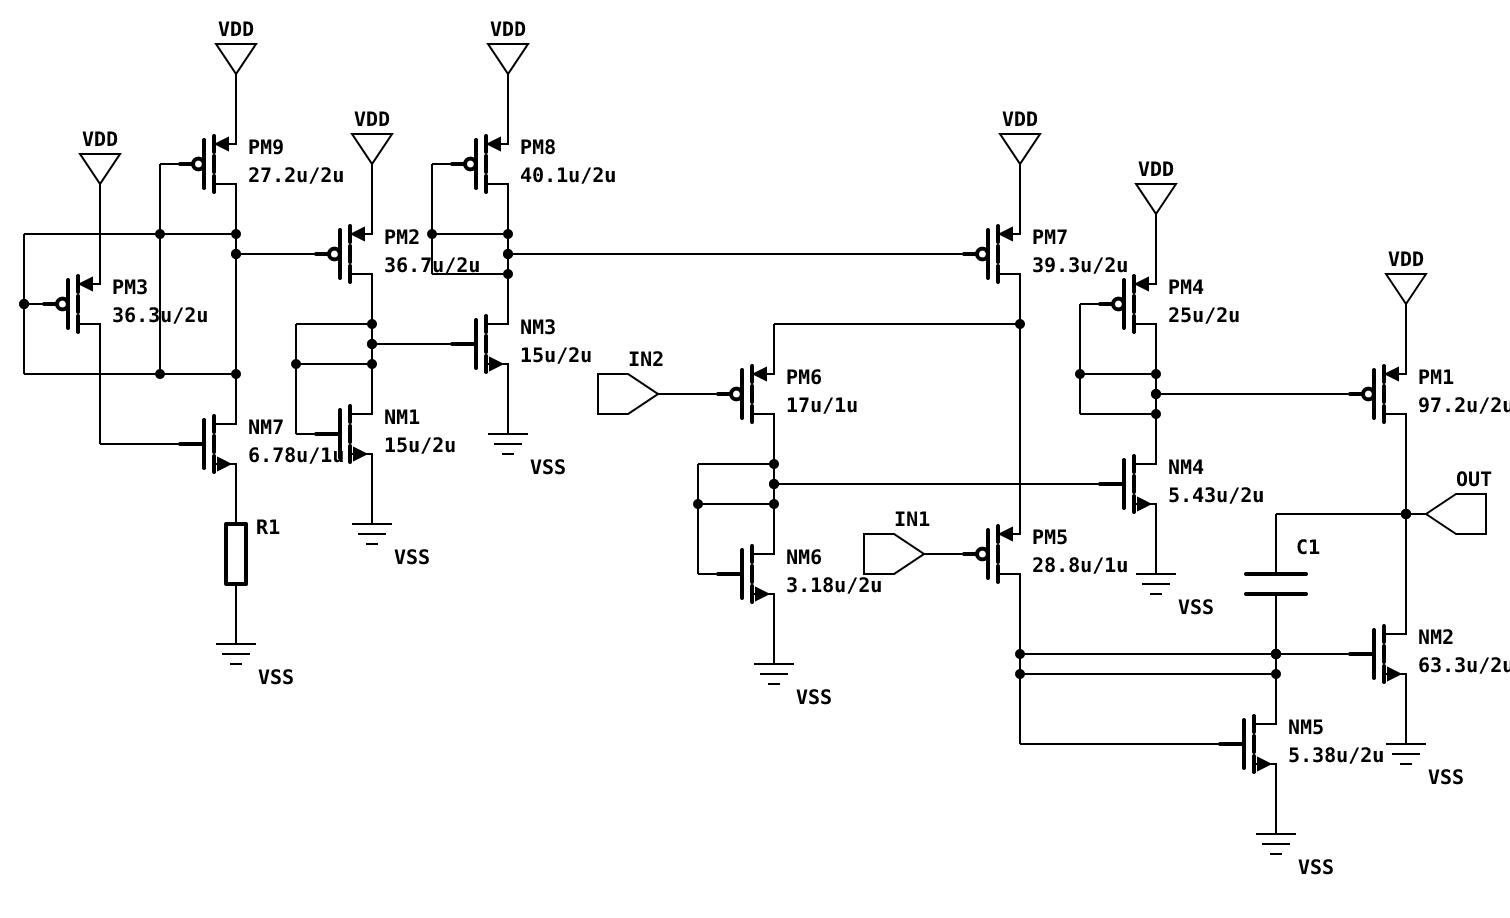 VDD
VDD
PM9
27.2u/2u
PM8
40.1u/2u
VDD
VDD
VDD
VDD
PM2
36.7u/2u
PM7
39.3u/2u
VDD
PM3
36.3u/2u
PM4
25u/2u
NM3
15u/2u
IN2
PM6
17u/1u
PM1
97.2u/2u
NM7
6.78u/1u
NM1
15u/2u
VSS
NM4
5.43u/2u
OUT
R1
IN1
PM5
28.8u/1u
C1
VSS
NM6
3.18u/2u
VSS
NM2
63.3u/2u
VSS
VSS
NM5
5.38u/2u
VSS
VSS